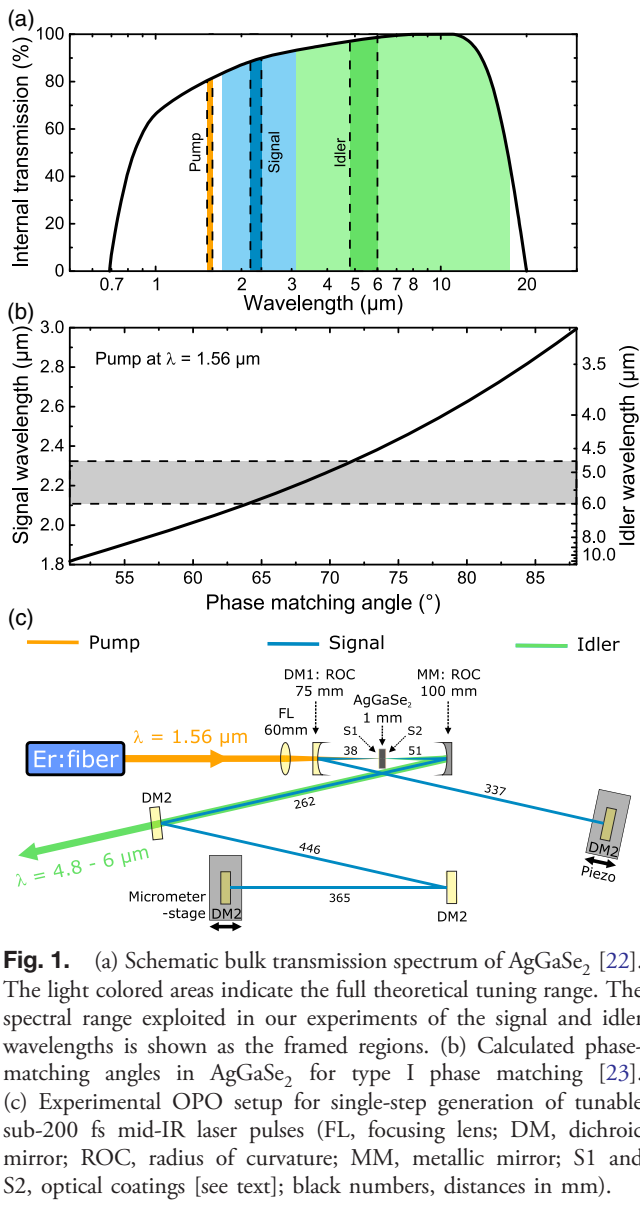 (a)
Internal transmission (%)
100
80
60
40
20
0
Pump
Signal
Idler
0.7 1 2 3 4 5 6 7 8 10 20
Wavelength (μm)
(b)
Signal wavelength (μm)
3.0
2.8
2.6
2.4
2.2
2.0
1.8
Pump at λ = 1.56 μm
3.5
4.0
4.5
5.0
6.0
8.0
10.0
Idler wavelength (μm)
55 60 65 70 75 80 85
Phase matching angle (°)
(c)
Pump Signal Idler
DM1: ROC
75 mm
MM: ROC
100 mm
AgGaSe₂
1 mm
FL
60mm
S1 S2
Er:fiber
λ = 1.56 μm
38 51
262
337
DM2
λ = 4.8 - 6 μm
446
365
Micrometer
-stage
DM2
DM2
DM2
Piezo
Fig. 1. (a) Schematic bulk transmission spectrum of AgGaSe₂ [22].
The light colored areas indicate the full theoretical tuning range. The
spectral range exploited in our experiments of the signal and idler
wavelengths is shown as the framed regions. (b) Calculated phase-
matching angles in AgGaSe₂ for type I phase matching [23].
(c) Experimental OPO setup for single-step generation of tunable
sub-200 fs mid-IR laser pulses (FL, focusing lens; DM, dichroic
mirror; ROC, radius of curvature; MM, metallic mirror; S1 and
S2, optical coatings [see text]; black numbers, distances in mm).